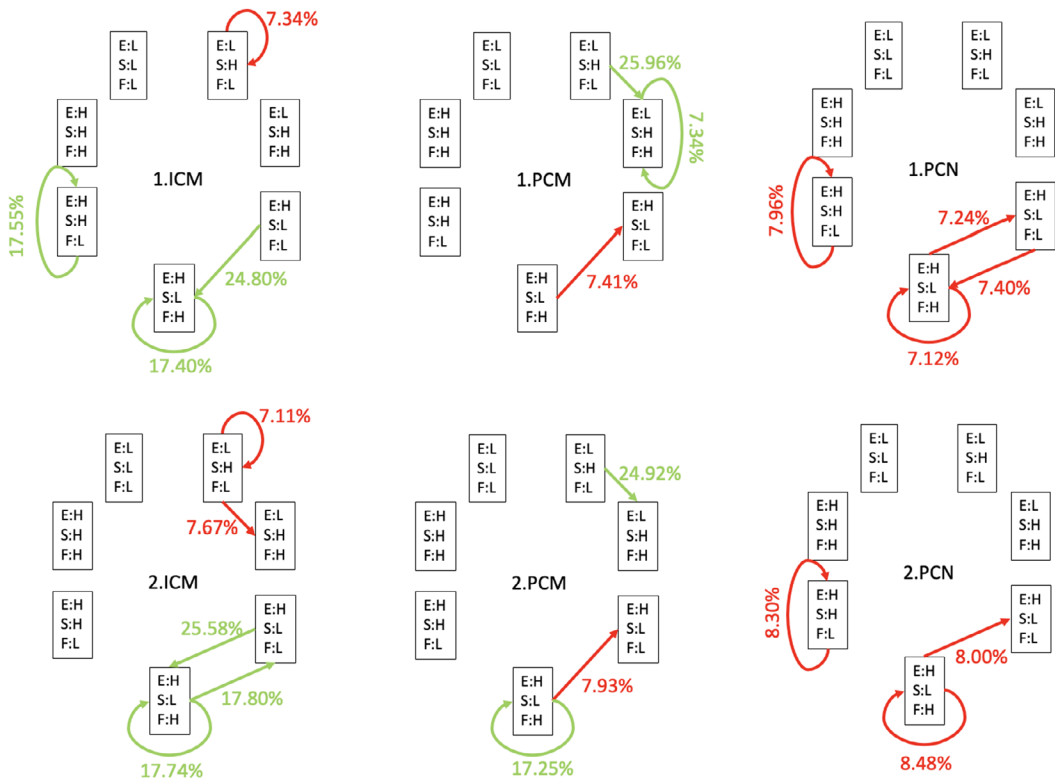 7.34%
E:L
S:L
F:L
E:L
S:H
F:L
E:H
S:H
F:H
E:L
S:H
F:H
1.ICM
17.55%
E:H
S:H
F:L
E:H
S:L
F:L
24.80%
E:H
S:L
F:H
17.40%
E:L
S:L
F:L
E:L
S:H
F:L
25.96%
E:H
S:H
F:H
E:L
S:H
F:H
7.34%
1.PCM
E:H
S:H
F:L
E:H
S:L
F:L
7.41%
E:H
S:L
F:H
E:L
S:L
F:L
E:L
S:H
F:L
E:H
S:H
F:H
E:L
S:H
F:H
1.PCN
7.96%
E:H
S:H
F:L
7.24%
E:H
S:L
F:L
7.40%
E:H
S:L
F:H
7.12%
7.11%
E:L
S:L
F:L
E:L
S:H
F:L
7.67%
E:H
S:H
F:H
E:L
S:H
F:H
2.ICM
E:H
S:H
F:L
25.58%
E:H
S:L
F:L
17.80%
E:H
S:L
F:H
17.74%
E:L
S:L
F:L
E:L
S:H
F:L
24.92%
E:H
S:H
F:H
E:L
S:H
F:H
2.PCM
E:H
S:H
F:L
E:H
S:L
F:L
7.93%
E:H
S:L
F:H
17.25%
E:L
S:L
F:L
E:L
S:H
F:L
E:H
S:H
F:H
E:L
S:H
F:H
2.PCN
8.30%
E:H
S:H
F:L
E:H
S:L
F:L
8.00%
E:H
S:L
F:H
8.48%